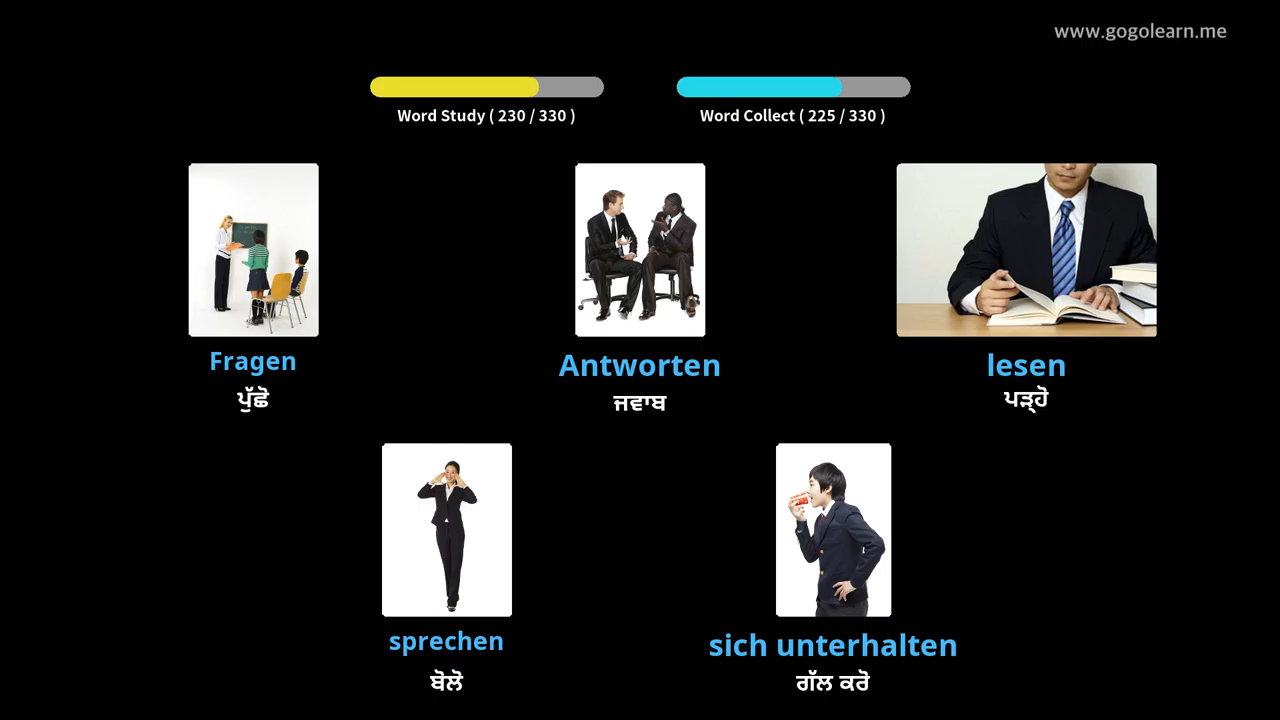 www.gogolearn.me
Word Study ( 230 / 330 )
Word Collect ( 225 / 330 )
Fragen
ਪੁੱਛੋ
Antworten
ਜਵਾਬ
lesen
ਪੜ੍ਹੋ
sprechen
ਬੋਲੋ
sich unterhalten
ਗੱਲ ਕਰੋ